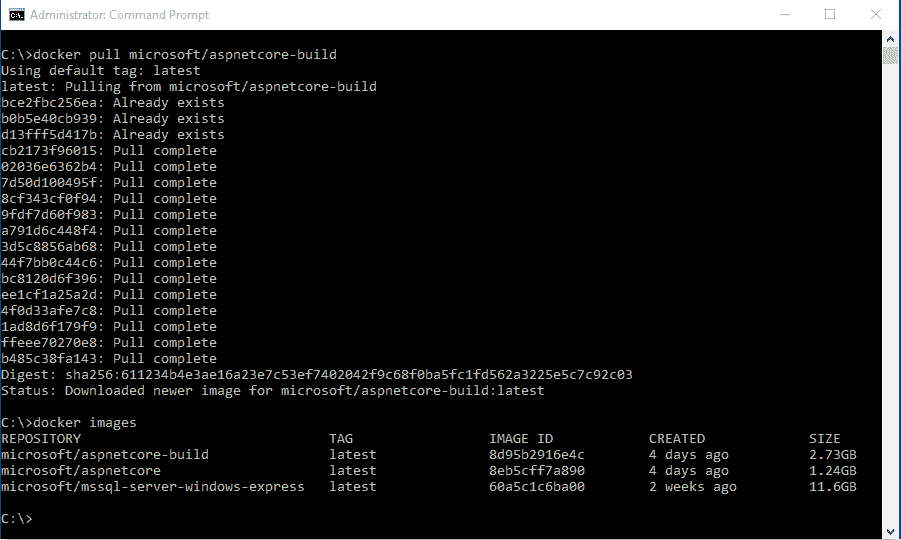 Administrator: Command Prompt
C:\>docker pull microsoft/aspnetcore-build
Using default tag: latest
latest: Pulling from microsoft/aspnetcore-build
bce2fbc256ea: Already exists
b0b5e40cb939: Already exists
d13fff5d417b: Already exists
cb2173f96015: Pull complete
02036e6362b4: Pull complete
7d50d100495f: Pull complete
8cf343cf0f94: Pull complete
9fdf7d60f983: Pull complete
a791d6c448f4: Pull complete
3d5c8856ab68: Pull complete
44f7bb0c44c6: Pull complete
bc8120d6f396: Pull complete
ee1cf1a25a2d: Pull complete
4f0d33afe7c8: Pull complete
1ad8d6f179f9: Pull complete
ffeee70270e8: Pull complete
b485c38fa143: Pull complete
Digest: sha256:611234b4e3ae16a23e7c53ef7402042f9c68f0ba5fc1fd562a3225e5c7c92c03
Status: Downloaded newer image for microsoft/aspnetcore-build:latest
C:\>docker images
REPOSITORY TAG IMAGE ID CREATED SIZE
microsoft/aspnetcore-build latest 8d95b2916e4c 4 days ago 2.73GB
microsoft/aspnetcore latest 8eb5cff7a890 4 days ago 1.24GB
microsoft/mssql-server-windows-express latest 60a5c1c6ba00 2 weeks ago 11.6GB
C:\>